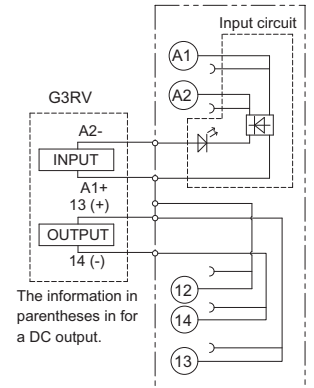 Input circuit
A1
A2
G3RV
A2-
INPUT
A1+
13 (+)
OUTPUT
14 (-)
12
14
13
The information in
parentheses in for
a DC output.